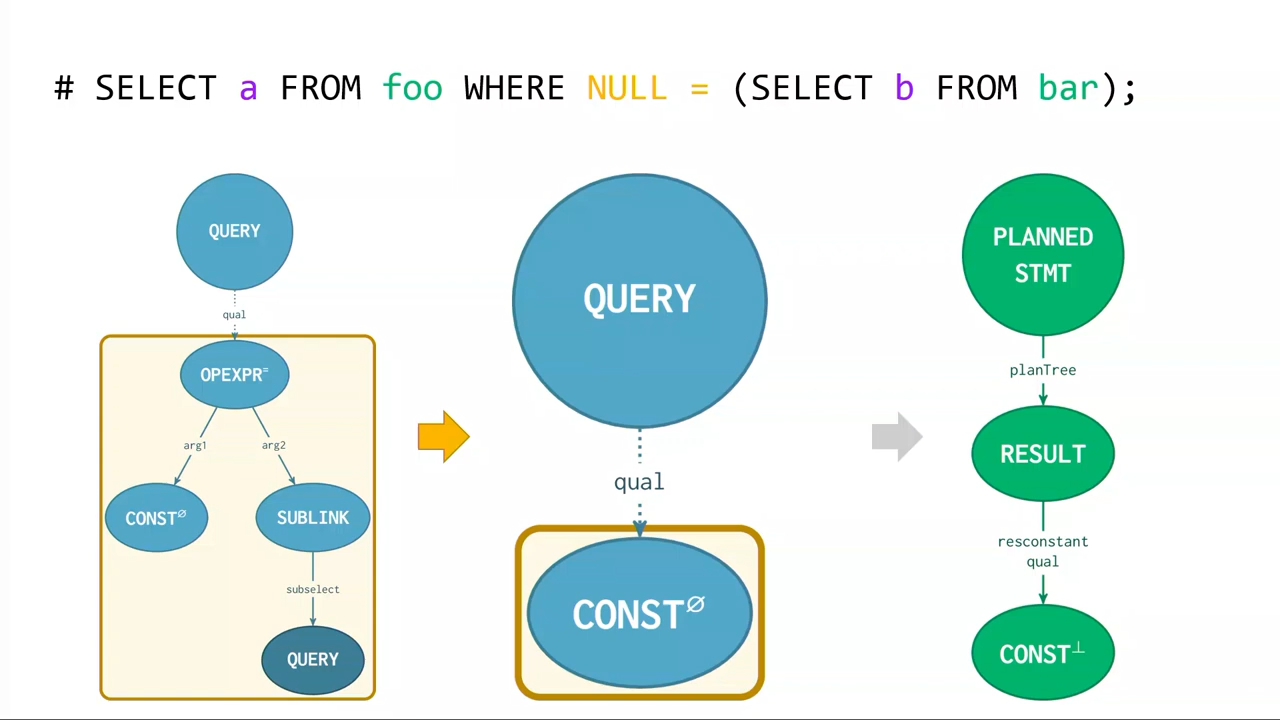 # SELECT a FROM foo WHERE NULL = (SELECT b FROM bar);
QUERY
qual
OPEXPR⁼
arg1
arg2
CONST∅
SUBLINK
subselect
QUERY
QUERY
qual
CONST∅
PLANNED
STMT
planTree
RESULT
resconstant
qual
CONST⊥